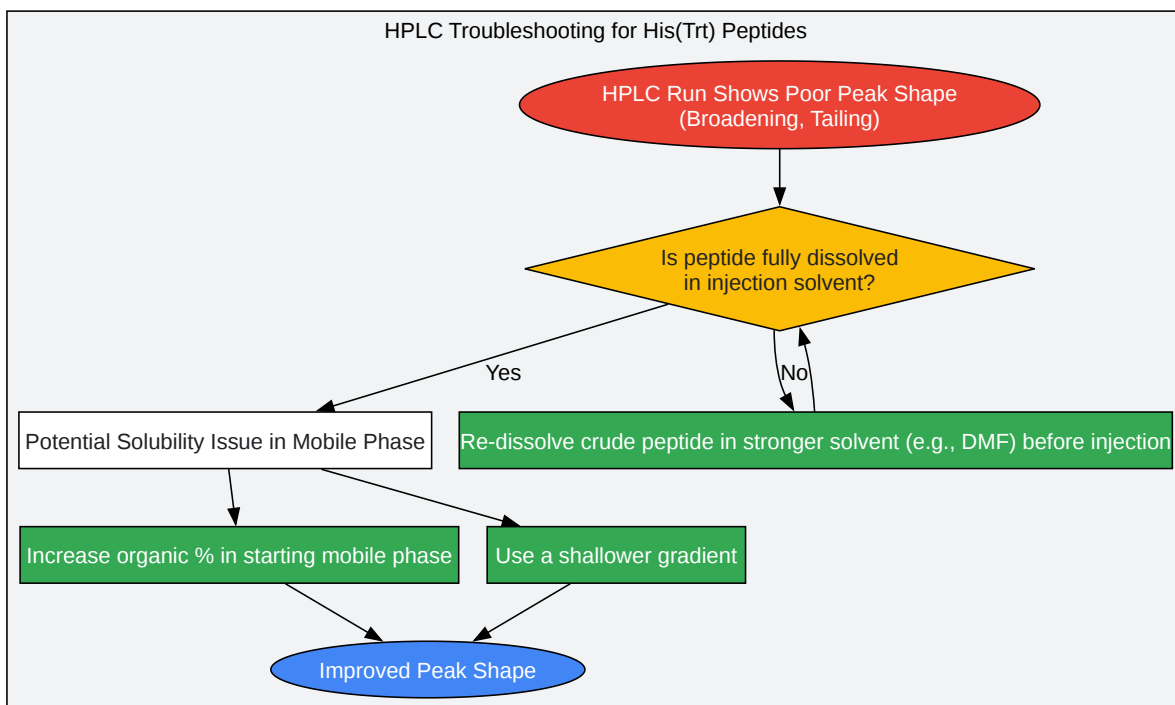 HPLC Troubleshooting for His(Trt) Peptides
HPLC Run Shows Poor Peak Shape
(Broadening, Tailing)
Is peptide fully dissolved
in injection solvent?
Yes
No
Potential Solubility Issue in Mobile Phase
Re-dissolve crude peptide in stronger solvent (e.g., DMF) before injection
Increase organic % in starting mobile phase
Use a shallower gradient
Improved Peak Shape